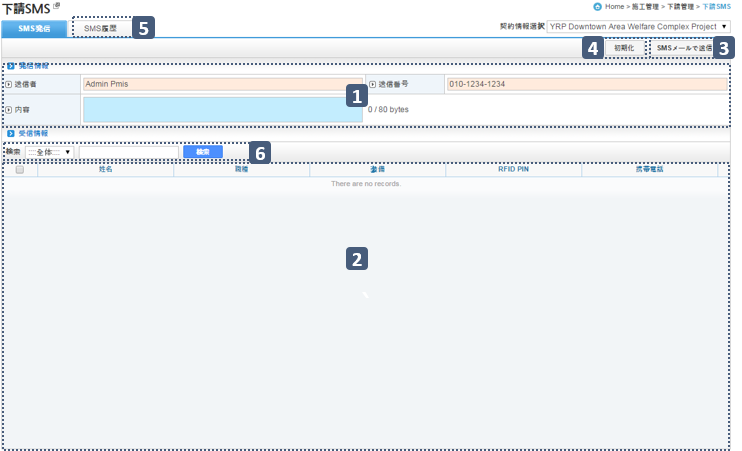 下請SMS
Home > 施工管理 > 下請管理 > 下請SMS
SMS発信 SMS履歴 5
契約情報選択 YRP Downtown Area Welfare Complex Project
4 初期化 SMSメールで送信 3
発信情報
送信者 Admin Pmis 1 送信番号 010-1234-1234
内容 0 / 80 bytes
受信情報
検索 ::::全体:::: 検索 6
姓名 職種 装備 RFID PIN 携帯電話
There are no records.
2